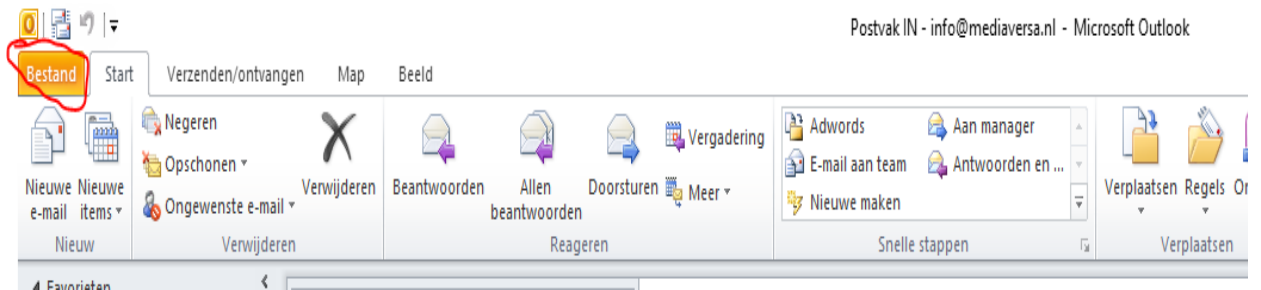 Postvak IN - info@mediaversa.nl - Microsoft Outlook
Bestand Start Verzenden/ontvangen Map Beeld
Nieuwe e-mail
Nieuwe items
Nieuw
Negeren
Opschonen
Ongewenste e-mail
Verwijderen
Verwijderen
Beantwoorden
Allen
beantwoorden
Doorsturen
Vergadering
Meer
Reageren
Adwords
E-mail aan team
Nieuwe maken
Aan manager
Antwoorden en ...
Snelle stappen
Verplaatsen
Regels
Verplaatsen
Favorieten